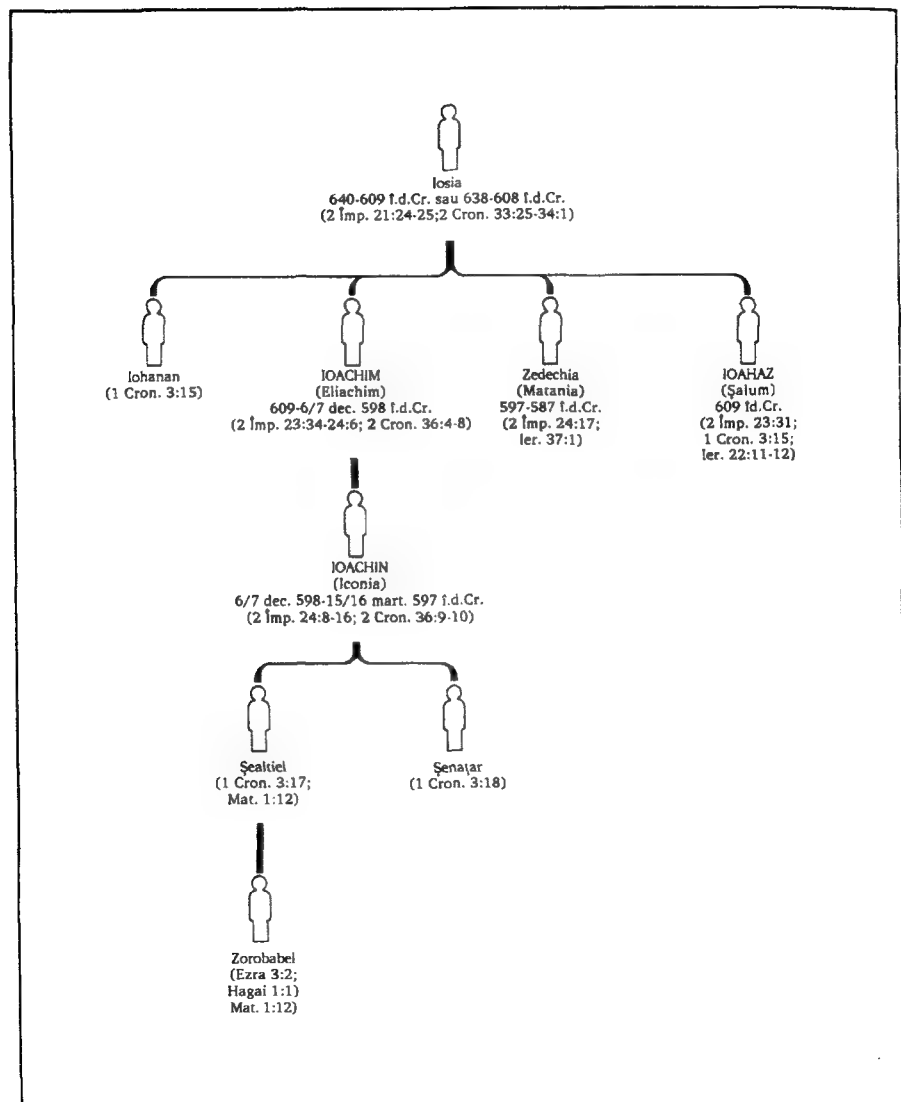 Iosia
640-609 î.d.Cr. sau 638-608 î.d.Cr.
(2 Împ. 21:24-25;2 Cron. 33:25-34:1)
Iohanan
(1 Cron. 3:15)
IOACHIM
(Eliachim)
609-6/7 dec. 598 î.d.Cr.
(2 Împ. 23:34-24:6; 2 Cron. 36:4-8)
Zedechia
(Matania)
597-587 î.d.Cr.
(2 Împ. 24:17;
Ier. 37:1)
IOAHAZ
(Şalum)
609 îd.Cr.
(2 Împ. 23:31;
1 Cron. 3:15;
Ier. 22:11-12)
IOACHIN
(Iconia)
6/7 dec. 598-15/16 mart. 597 î.d.Cr.
(2 Împ. 24:8-16; 2 Cron. 36:9-10)
Şealtiel
(1 Cron. 3:17;
Mat. 1:12)
Şenaţar
(1 Cron. 3:18)
Zorobabel
(Ezra 3:2;
Hagai 1:1)
Mat. 1:12)